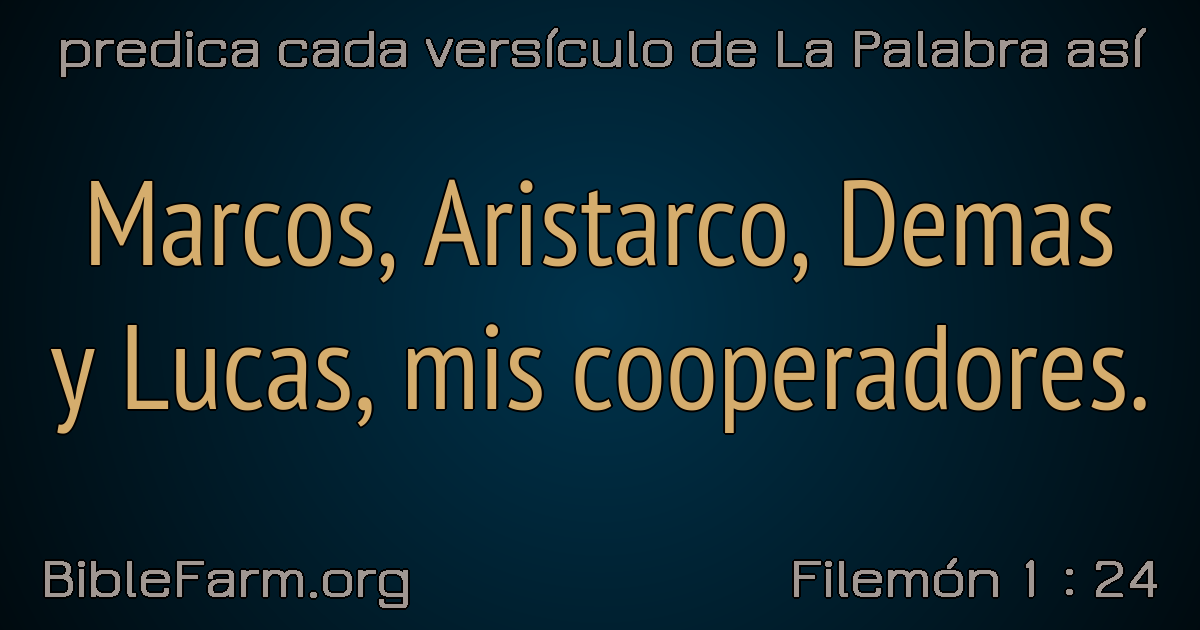 predica cada versículo de La Palabra así
Marcos, Aristarco, Demas
y Lucas, mis cooperadores.
BibleFarm.org
Filemón 1 : 24